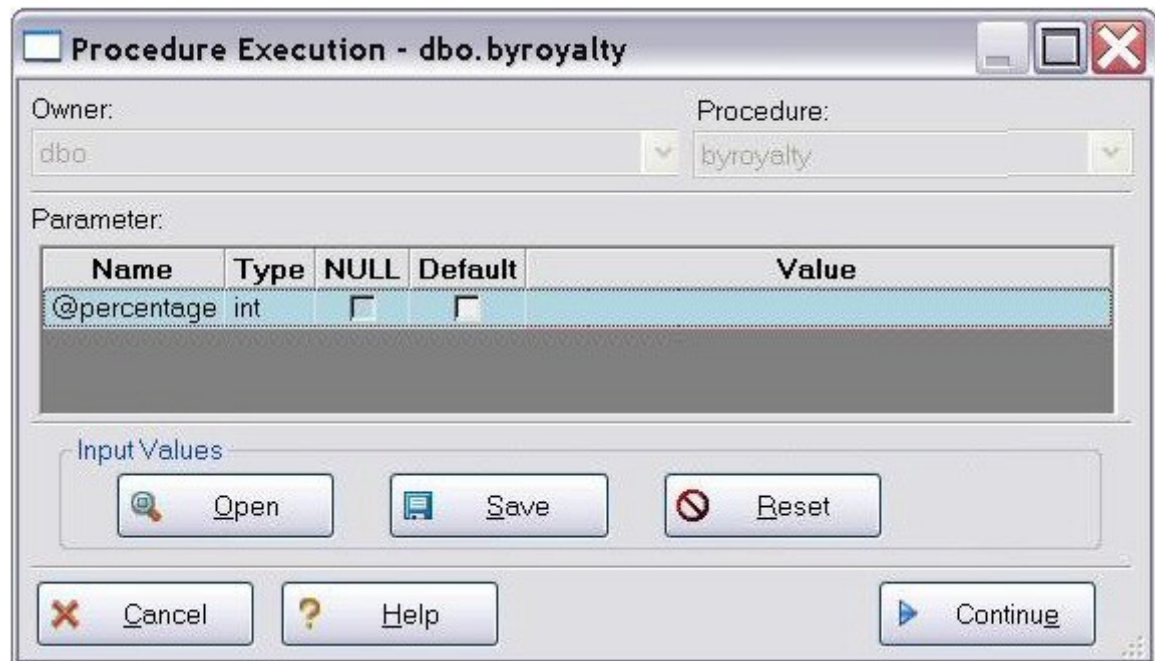 Procedure Execution - dbo.byroyalty
Owner: Procedure:
dbo byroyalty
Parameter:
Name Type NULL Default Value
@percentage int
Input Values
Open Save Reset
Cancel Help Continue